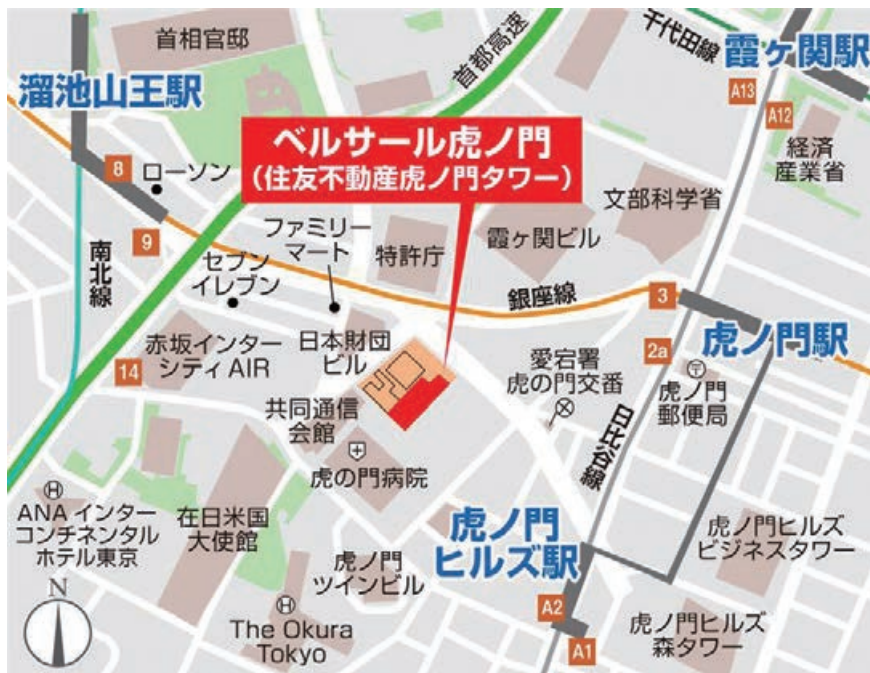 首相官邸
首都高速
千代田線
霞ヶ関駅
溜池山王駅
A13
A12
経済
産業省
ベルサール虎ノ門
（住友不動産虎ノ門タワー）
8
ローソン
文部科学省
9
南北線
ファミリー
マート
特許庁
霞ヶ関ビル
セブン
イレブン
銀座線
3
虎ノ門駅
14
赤坂インター
シティ AIR
日本財団
ビル
愛宕署
虎の門交番
2a
〒
虎ノ門
郵便局
共同通信
会館
日比谷線
虎の門病院
H
ANA インター
コンチネンタル
ホテル東京
在日米国
大使館
虎ノ門
ヒルズ駅
虎ノ門ヒルズ
ビジネスタワー
虎ノ門
ツインビル
N
H
The Okura
Tokyo
A2
A1
虎ノ門ヒルズ
森タワー